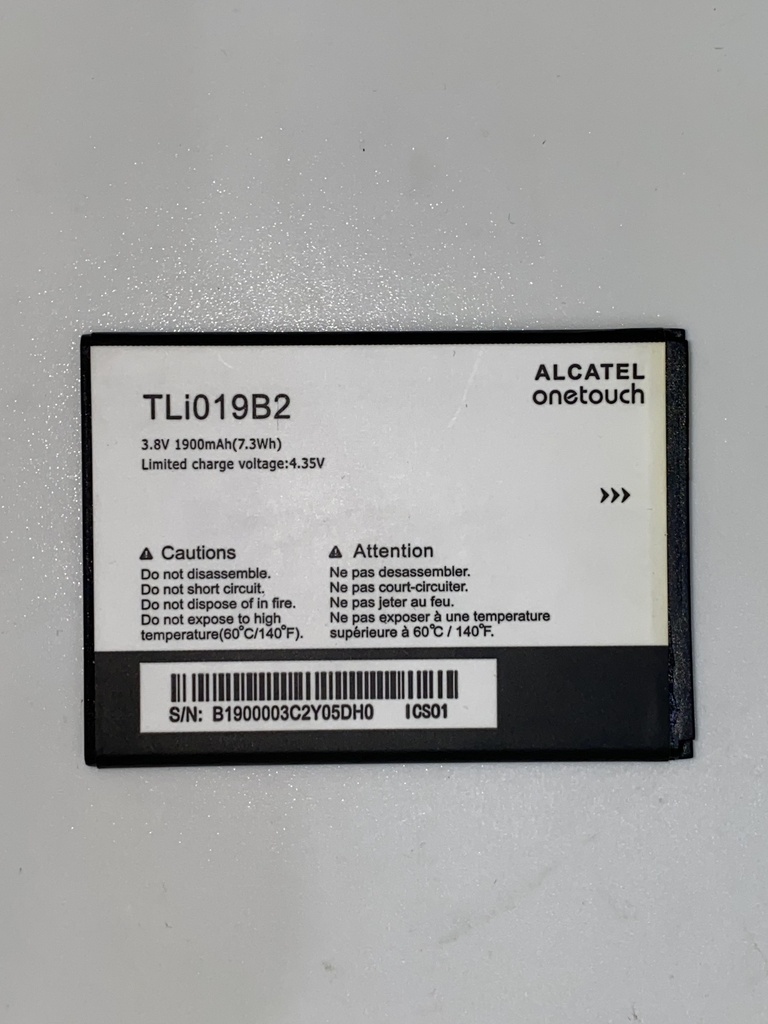 ALCATEL
onetouch
TLi019B2
3.8V 1900mAh(7.3Wh)
Limited charge voltage:4.35V
Cautions
Do not disassemble.
Do not short circuit.
Do not dispose of in fire.
Do not expose to high
temperature(60°C/140°F).
Attention
Ne pas desassembler.
Ne pas court-circuiter.
Ne pas jeter au feu.
Ne pas exposer à une temperature
supérieure à 60°C / 140°F.
S/N: B1900003C2Y05DH0 ICS01